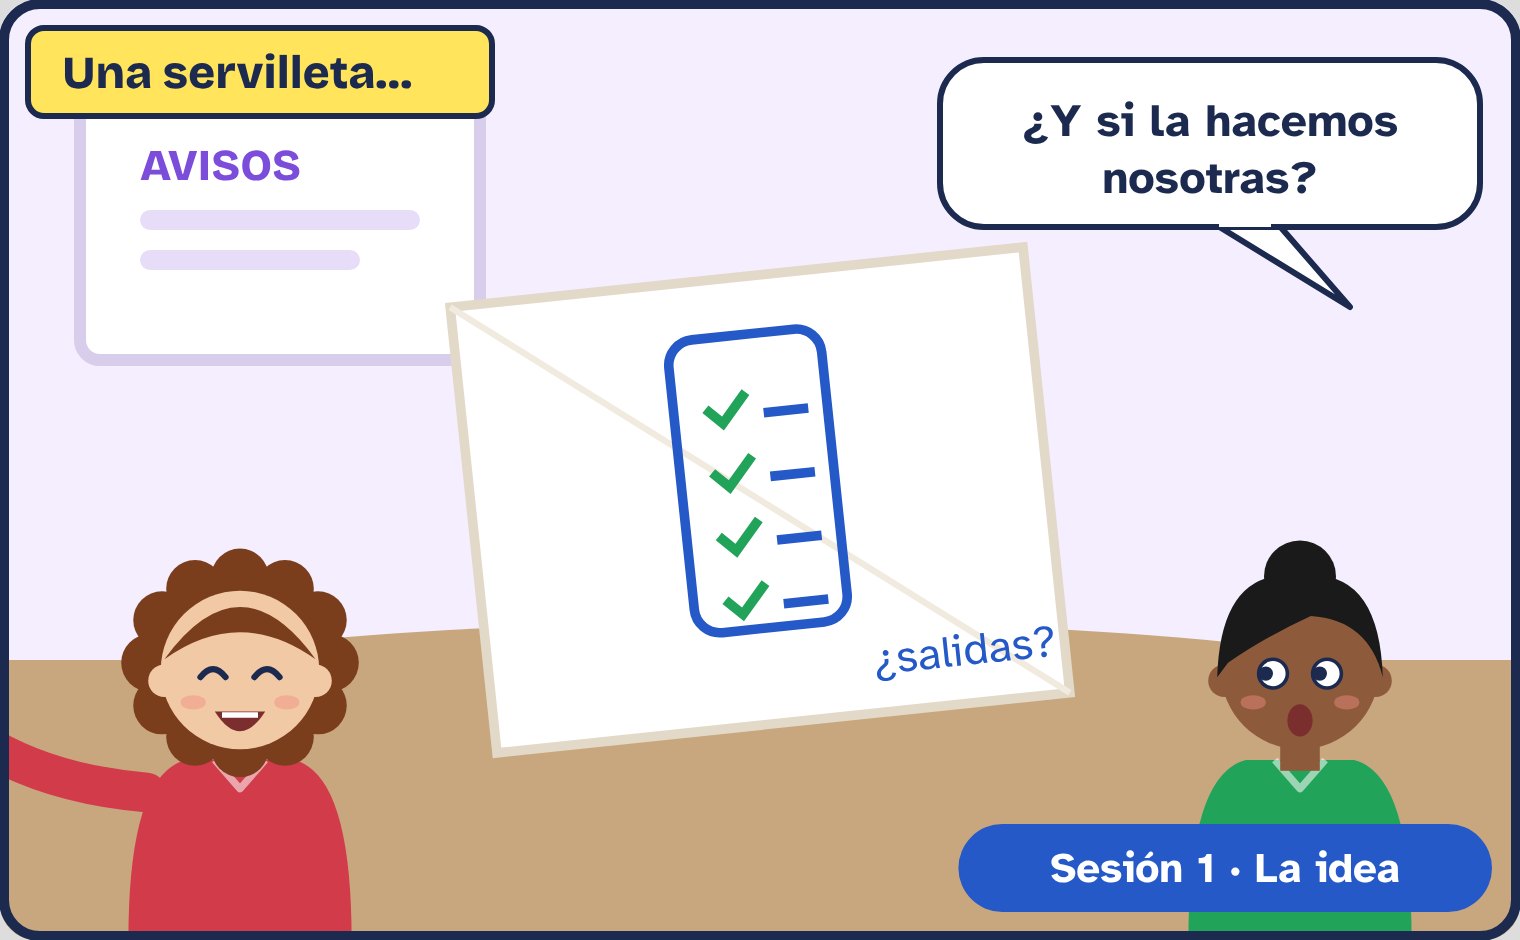 Una servilleta...
AVISOS
¿Y si la hacemos
nosotras?
¿salidas?
Sesión 1 · La idea